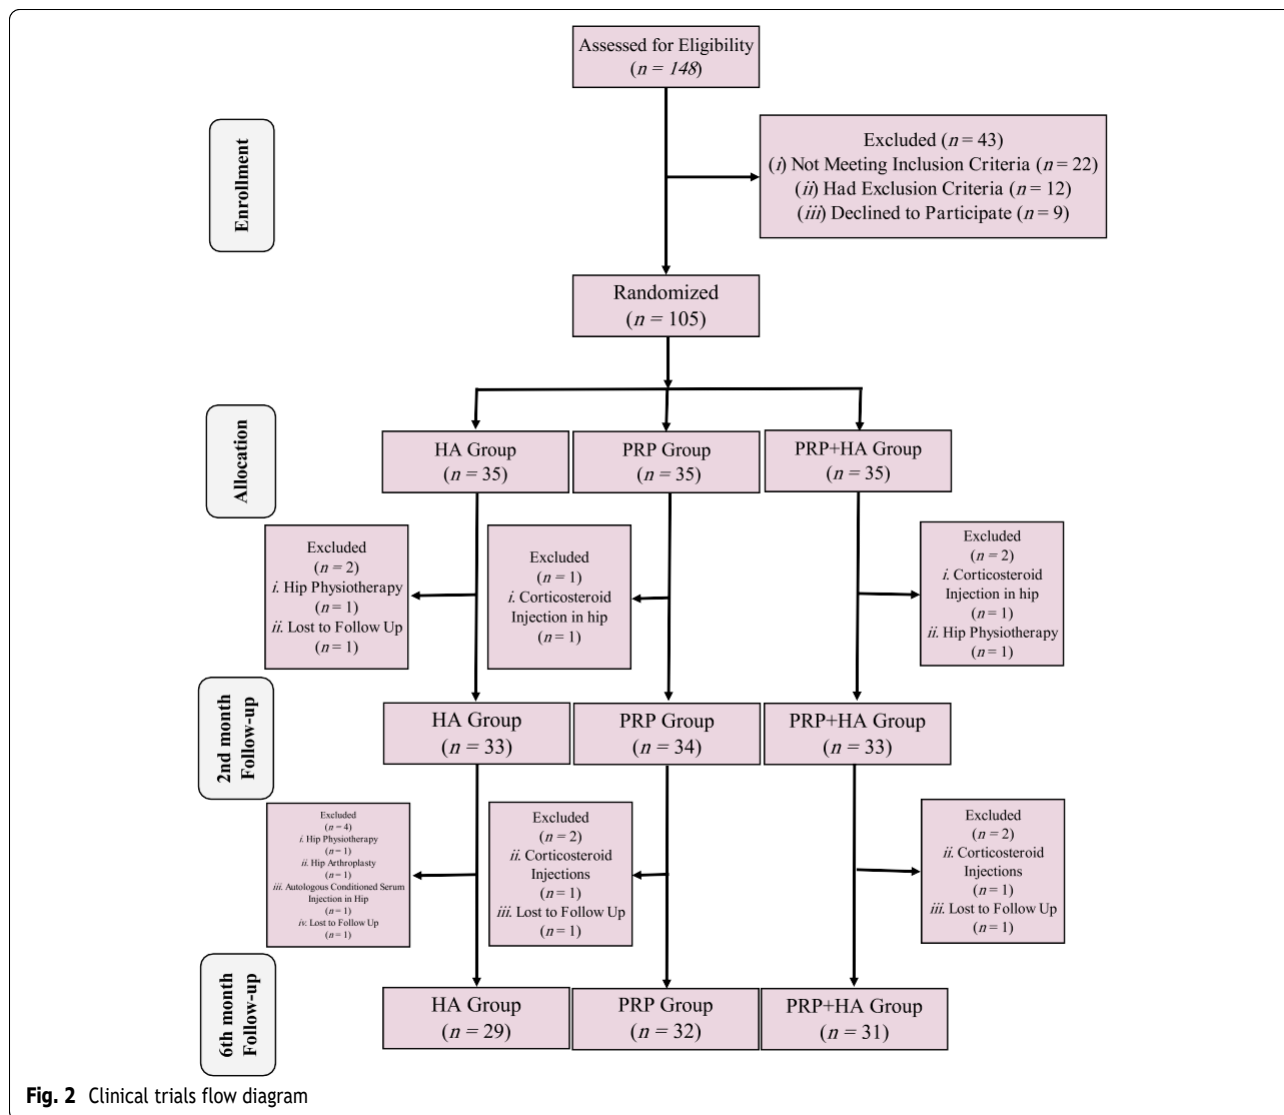 Assessed for Eligibility
(n = 148)
Enrollment
Excluded (n = 43)
(i) Not Meeting Inclusion Criteria (n = 22)
(ii) Had Exclusion Criteria (n = 12)
(iii) Declined to Participate (n = 9)
Randomized
(n = 105)
Allocation
HA Group
(n = 35)
PRP Group
(n = 35)
PRP+HA Group
(n = 35)
Excluded
(n = 2)
i. Hip Physiotherapy
(n = 1)
ii. Lost to Follow Up
(n = 1)
Excluded
(n = 1)
i. Corticosteroid
Injection in hip
(n = 1)
Excluded
(n = 2)
i. Corticosteroid
Injection in hip
(n = 1)
ii. Hip Physiotherapy
(n = 1)
2nd month
Follow-up
HA Group
(n = 33)
PRP Group
(n = 34)
PRP+HA Group
(n = 33)
Excluded
(n = 4)
i. Hip Physiotherapy
(n = 1)
ii. Hip Arthroplasty
(n = 1)
iii. Autologous Conditioned Serum
Injection in Hip
(n = 1)
iv. Lost to Follow Up
(n = 1)
Excluded
(n = 2)
ii. Corticosteroid
Injections
(n = 1)
iii. Lost to Follow Up
(n = 1)
Excluded
(n = 2)
ii. Corticosteroid
Injections
(n = 1)
iii. Lost to Follow Up
(n = 1)
6th month
Follow-up
HA Group
(n = 29)
PRP Group
(n = 32)
PRP+HA Group
(n = 31)
Fig. 2 Clinical trials flow diagram